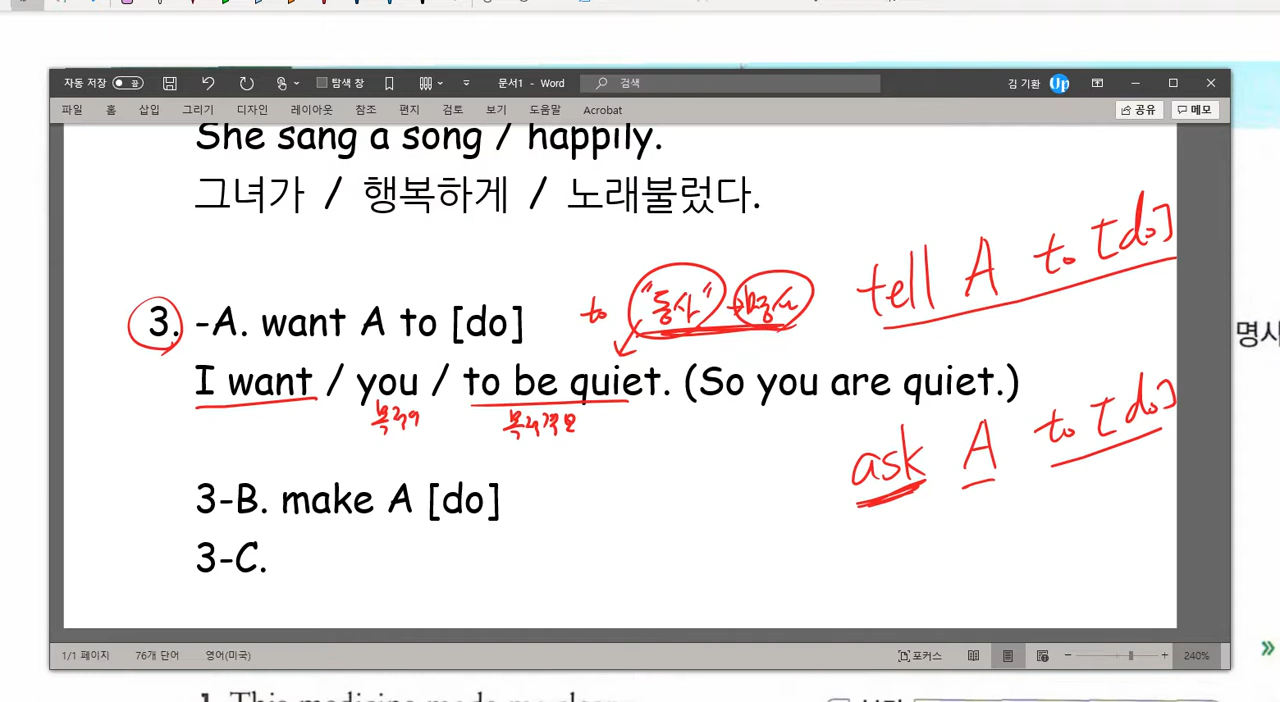 자동 저장 끔 탐색 창 문서1 - Word 검색 김 기환 Up
파일 홈 삽입 그리기 디자인 레이아웃 참조 편지 검토 보기 도움말 Acrobat 공유 메모
She sang a song / happily.
그녀가 / 행복하게 / 노래불렀다.
tell A to [do]
to "동사"
3. -A. want A to [do]
명사
I want / you / to be quiet. (So you are quiet.)
목적어 목적격보
ask A to [do]
3-B. make A [do]
3-C.
1/1 페이지 76개 단어 영어(미국) 포커스 240%